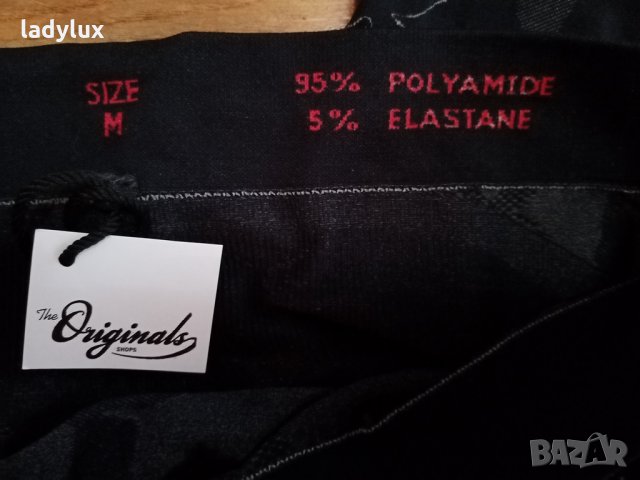 ladylux
SIZE
M
95% POLYAMIDE
5% ELASTANE
The
Originals
SHOPS
BAZAR